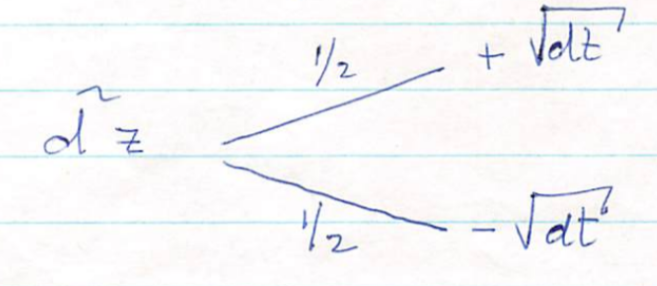 1/2 + √dt
d̃z
1/2 - √dt